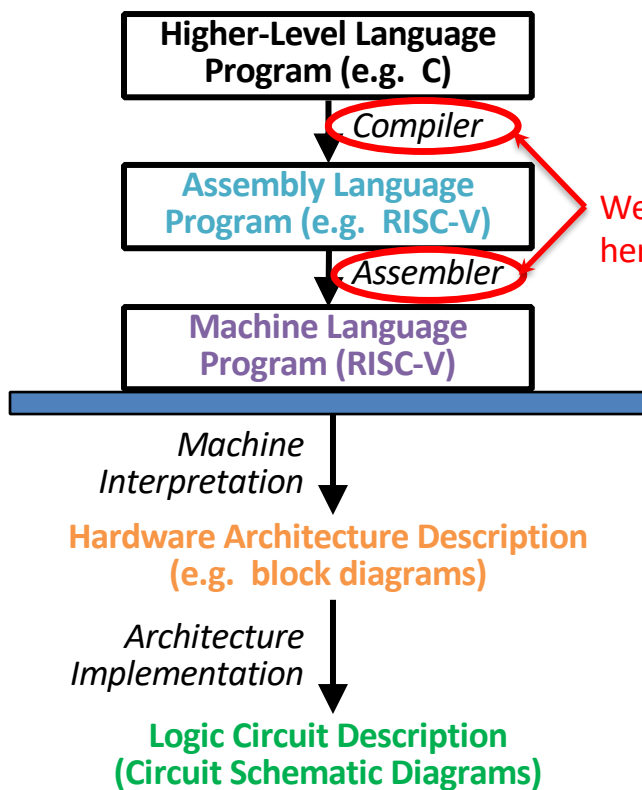 Higher-Level Language
Program (e.g. C)
Compiler
Assembly Language
Program (e.g. RISC-V)
We
Assembler
Machine Language
Program (RISC-V)
Machine
Interpretation
Hardware Architecture Description
(e.g. block diagrams)
Architecture
Implementation
Logic Circuit Description
(Circuit Schematic Diagrams)